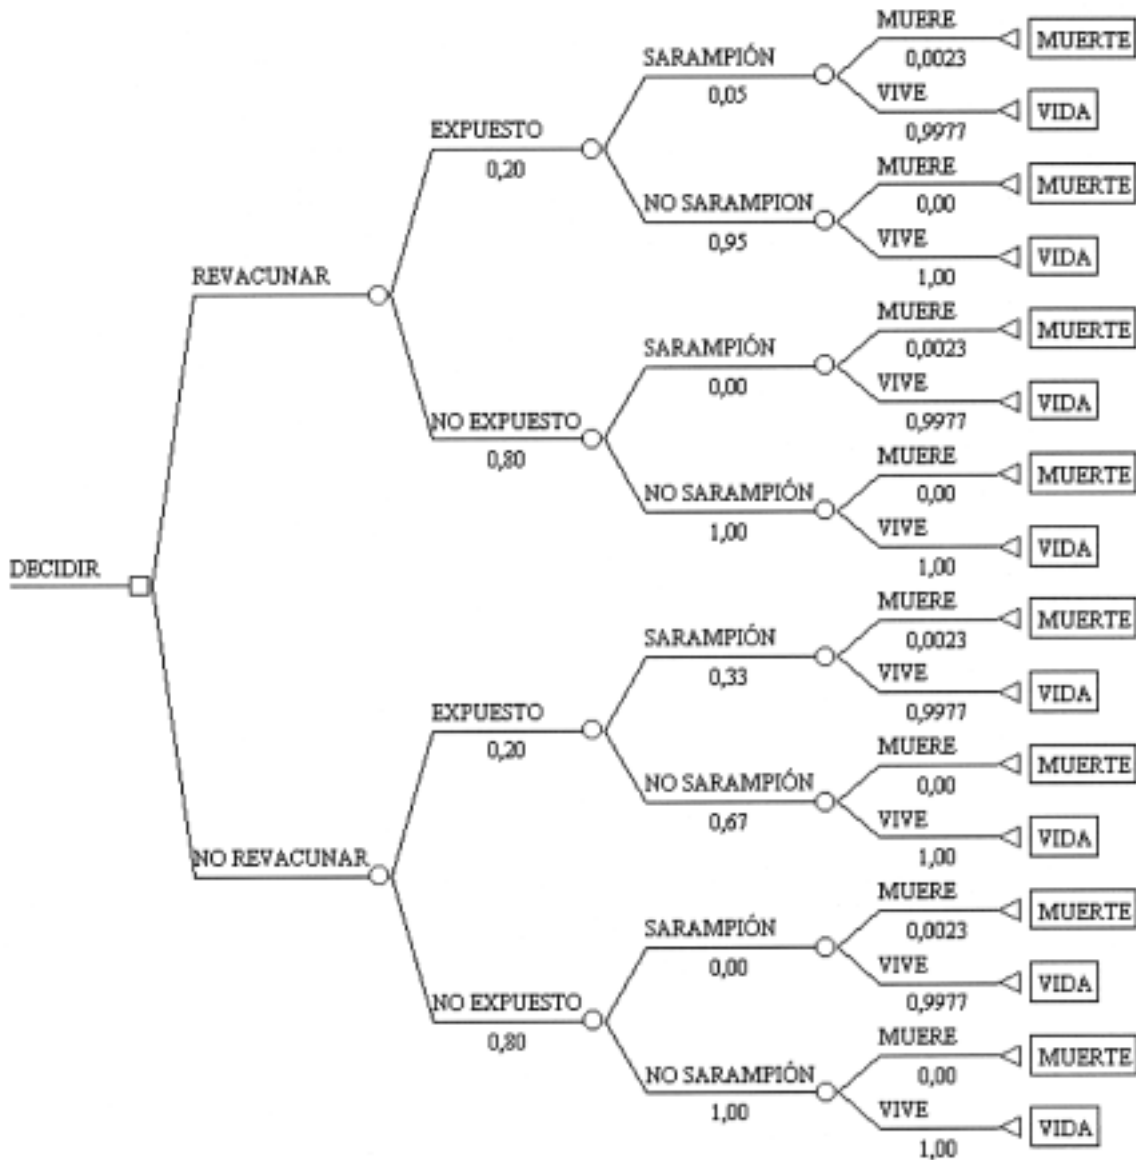 MUERE
MUERTE
0,0023
SARAMPIÓN
0,05
VIVE
VIDA
0,9977
EXPUESTO
0,20
MUERE
MUERTE
0,00
NO SARAMPION
0,95
VIVE
VIDA
1,00
REVACUNAR
MUERE
MUERTE
0,0023
SARAMPIÓN
0,00
VIVE
VIDA
0,9977
NO EXPUESTO
0,80
MUERE
MUERTE
0,00
NO SARAMPIÓN
1,00
VIVE
VIDA
1,00
DECIDIR
MUERE
MUERTE
0,0023
SARAMPIÓN
0,33
VIVE
VIDA
0,9977
EXPUESTO
0,20
MUERE
MUERTE
0,00
NO SARAMPIÓN
0,67
VIVE
VIDA
1,00
NO REVACUNAR
MUERE
MUERTE
0,0023
SARAMPIÓN
0,00
VIVE
VIDA
0,9977
NO EXPUESTO
0,80
MUERE
MUERTE
0,00
NO SARAMPIÓN
1,00
VIVE
VIDA
1,00